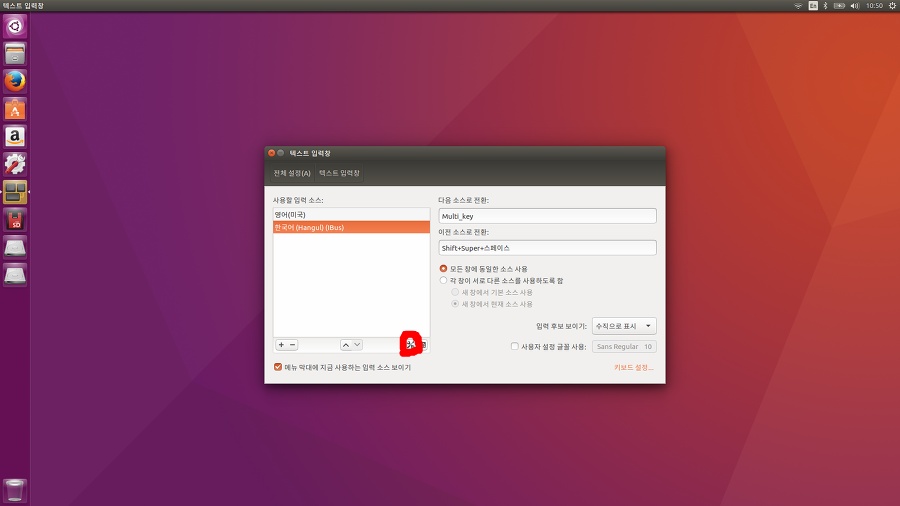 텍스트 입력창
En
10:50
텍스트 입력창
전체 설정(A) 텍스트 입력창
사용할 입력 소스:
영어(미국)
한국어 (Hangul) (IBus)
다음 소스로 전환:
Multi_key
이전 소스로 전환:
Shift+Super+스페이스
모든 창에 동일한 소스 사용
각 창이 서로 다른 소스를 사용하도록 함
새 창에서 기본 소스 사용
새 창에서 현재 소스 사용
입력 후보 보이기: 수직으로 표시
사용자 설정 글꼴 사용: Sans Regular 10
메뉴 막대에 지금 사용하는 입력 소스 보이기
키보드 설정...
A
a
SD